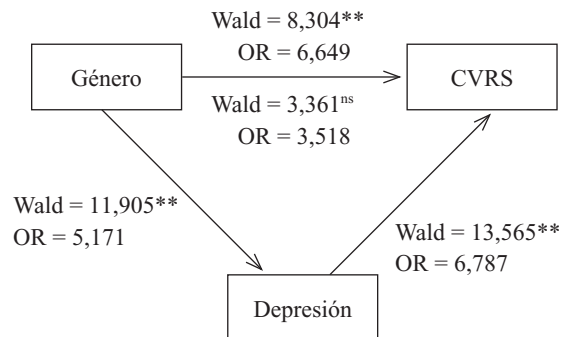 Wald = 8,304**
OR = 6,649
Género
CVRS
Wald = 3,361ns
OR = 3,518
Wald = 11,905**
OR = 5,171
Wald = 13,565**
OR = 6,787
Depresión